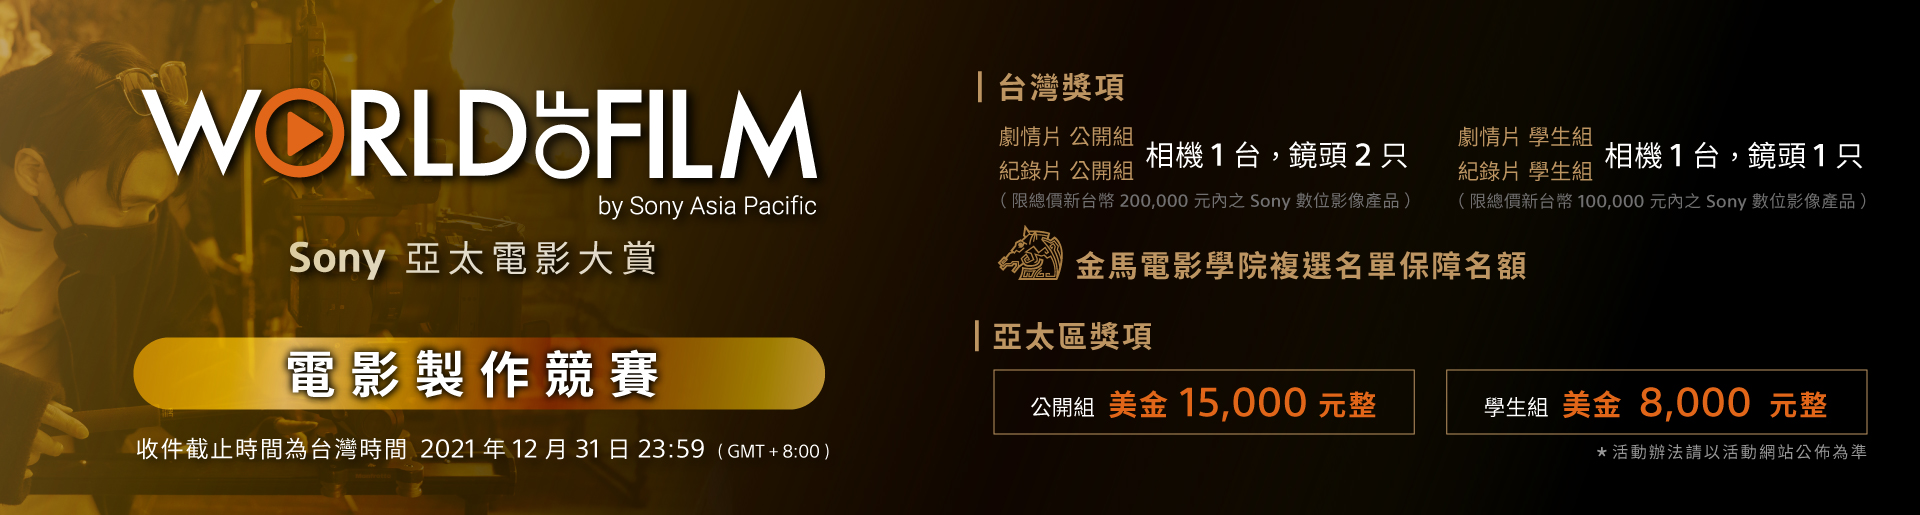 WORLD OF FILM
by Sony Asia Pacific
Sony 亞太電影大賞
電影製作競賽
收件截止時間為台灣時間 2021 年 12 月 31 日 23:59 ( GMT + 8:00 )
台灣獎項
劇情片 公開組
紀錄片 公開組
相機 1 台，鏡頭 2 只
( 限總價新台幣 200,000 元內之 Sony 數位影像產品 )
劇情片 學生組
紀錄片 學生組
相機 1 台，鏡頭 1 只
( 限總價新台幣 100,000 元內之 Sony 數位影像產品 )
金馬電影學院複選名單保障名額
亞太區獎項
公開組 美金 15,000 元整
學生組 美金 8,000 元整
★ 活動辦法請以活動網站公佈為準